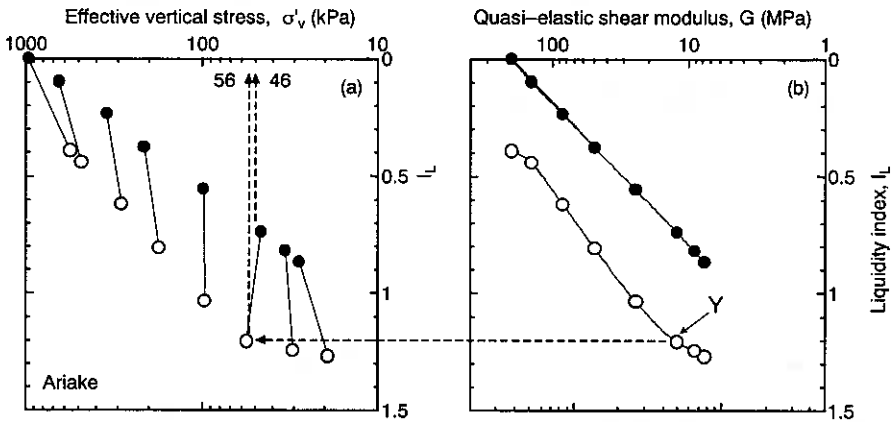 Effective vertical stress, σ'v (kPa)
1000 100 10
0
56 46 (a)
0.5
IL
1
1.5
Ariake
Quasi–elastic shear modulus, G (MPa)
100 10 1
0
(b)
0.5
Liquidity index, IL
1
Y
1.5